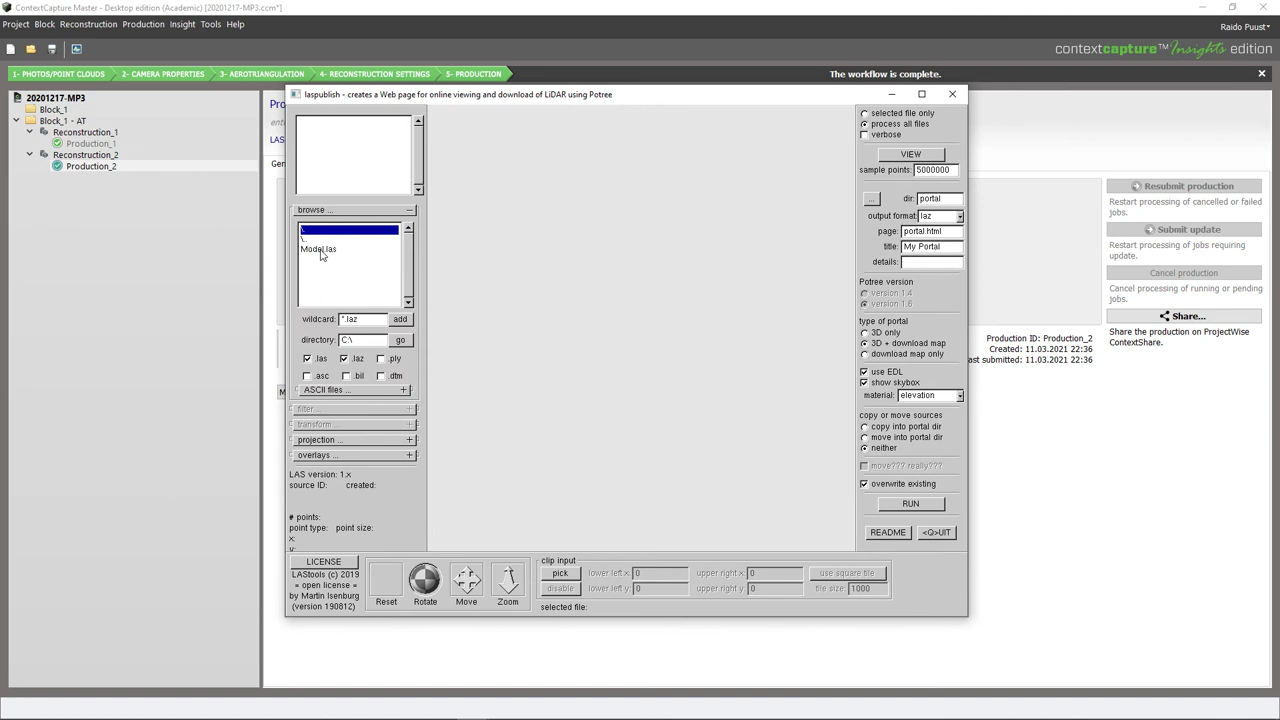 ContextCapture Master - Desktop edition (Academic) [20201217-MP3.ccm*]
Project Block Reconstruction Production Insight Tools Help
Raido Puust
contextcapture™ Insights edition
1- PHOTOS/POINT CLOUDS 2- CAMERA PROPERTIES 3- AEROTRIANGULATION 4- RECONSTRUCTION SETTINGS 5- PRODUCTION
The workflow is complete.
20201217-MP3
Block_1
Block_1 - AT
Reconstruction_1
Production_1
Reconstruction_2
Production_2
Pro
LAS
Gen
laspublish - creates a Web page for online viewing and download of LiDAR using Potree
browse ...
\.
\..
Model.las
wildcard: *.laz add
directory: C:\ go
.las .laz .ply
.asc .bil .dtm
ASCII files ...
filter ...
transform ...
projection ...
overlays ...
LAS version: 1.x
source ID: created:
# points:
point type: point size:
x:
y:
LICENSE
LAStools (c) 2019
= open license =
by Martin Isenburg
(version 190812)
Reset Rotate Move Zoom
clip input
pick lower left x: 0 upper right x: 0 use square tile
disable lower left y: 0 upper right y: 0 tile size: 1000
selected file:
selected file only
process all files
verbose
VIEW
sample points: 5000000
... dir: portal
output format: laz
page: portal.html
title: My Portal
details:
Potree version
version 1.4
version 1.6
type of portal
3D only
3D + download map
download map only
use EDL
show skybox
material: elevation
copy or move sources
copy into portal dir
move into portal dir
neither
move??? really???
overwrite existing
RUN
README <Q>UIT
Resubmit production
Restart processing of cancelled or failed
jobs.
Submit update
Restart processing of jobs requiring
update.
Cancel production
Cancel processing of running or pending
jobs.
Share...
Share the production on ProjectWise
ContextShare.
Production ID: Production_2
Created: 11.03.2021 22:36
ast submitted: 11.03.2021 22:36